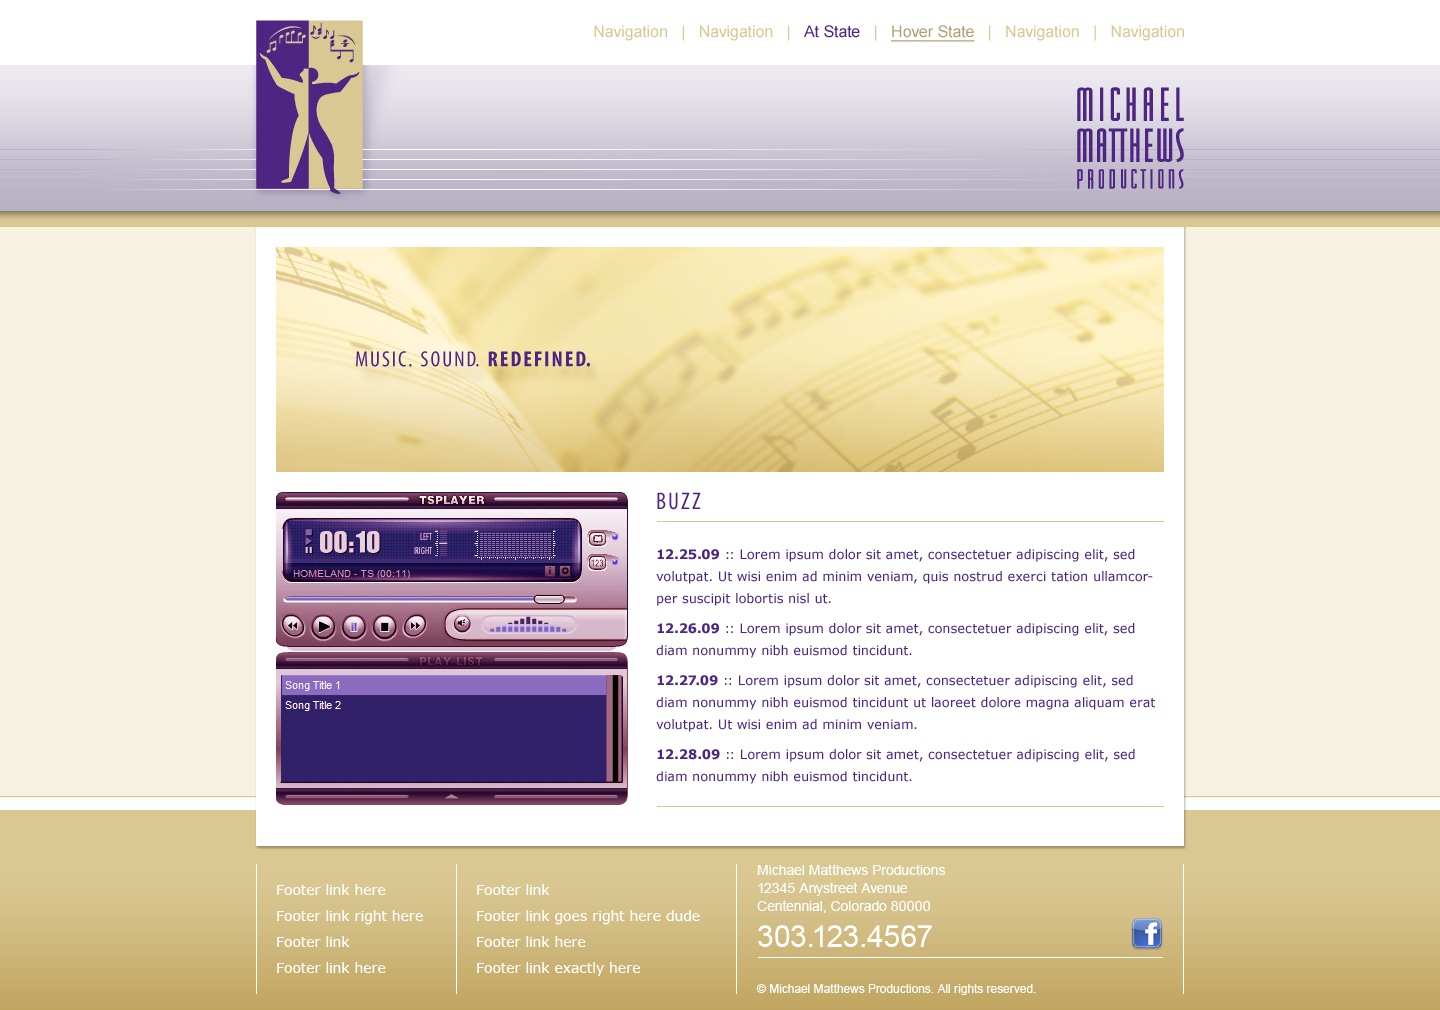 Navigation | Navigation | At State | Hover State | Navigation | Navigation
MICHAEL
MATTHEWS
PRODUCTIONS
MUSIC. SOUND. REDEFINED.
TSPLAYER
00:10
LEFT
RIGHT
HOMELAND - TS (00:11)
123
PLAY LIST
Song Title 1
Song Title 2
BUZZ
12.25.09 :: Lorem ipsum dolor sit amet, consectetuer adipiscing elit, sed
volutpat. Ut wisi enim ad minim veniam, quis nostrud exerci tation ullamcor-
per suscipit lobortis nisl ut.
12.26.09 :: Lorem ipsum dolor sit amet, consectetuer adipiscing elit, sed
diam nonummy nibh euismod tincidunt.
12.27.09 :: Lorem ipsum dolor sit amet, consectetuer adipiscing elit, sed
diam nonummy nibh euismod tincidunt ut laoreet dolore magna aliquam erat
volutpat. Ut wisi enim ad minim veniam.
12.28.09 :: Lorem ipsum dolor sit amet, consectetuer adipiscing elit, sed
diam nonummy nibh euismod tincidunt.
Footer link here
Footer link right here
Footer link
Footer link here
Footer link
Footer link goes right here dude
Footer link here
Footer link exactly here
Michael Matthews Productions
12345 Anystreet Avenue
Centennial, Colorado 80000
303.123.4567
f
© Michael Matthews Productions. All rights reserved.